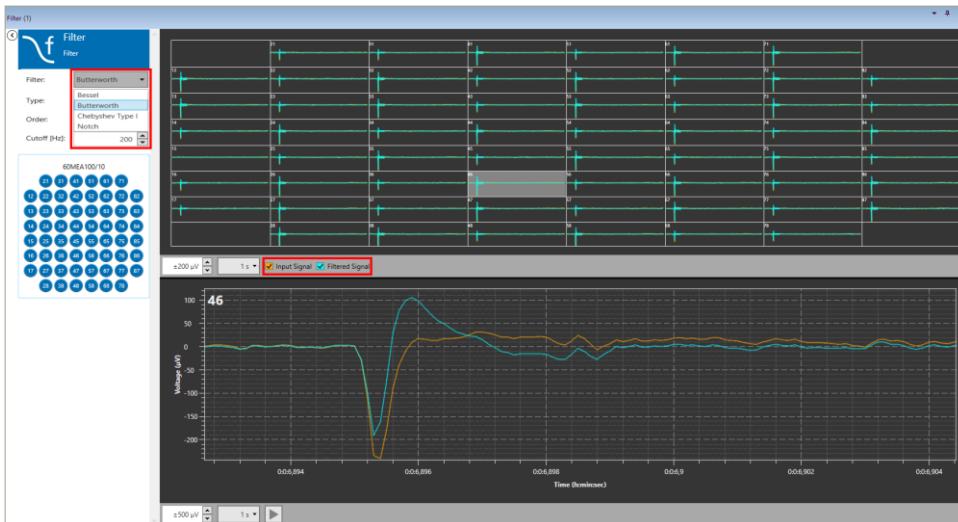 Filter (1)
Filter
Filter
Filter: Butterworth
Bessel
Butterworth
Chebyshev Type I
Notch
Type:
Order:
Cutoff [Hz]: 200
60MEA100/10
21 31 41 51 61 71
12 22 32 42 52 62 72 82
13 23 33 43 53 63 73 83
14 24 34 44 54 64 74 84
15 25 35 45 55 65 75 85
16 26 36 46 56 66 76 86
17 27 37 47 57 67 77 87
28 38 48 58 68 78
±200 µV 1 s Input Signal Filtered Signal
46
100
50
0
-50
-100
-150
-200
Voltage (µV)
0:0:6,894 0:0:6,896 0:0:6,898 0:0:6,9 0:0:6,902 0:0:6,904
Time (h:min:sec)
±500 µV 1 s